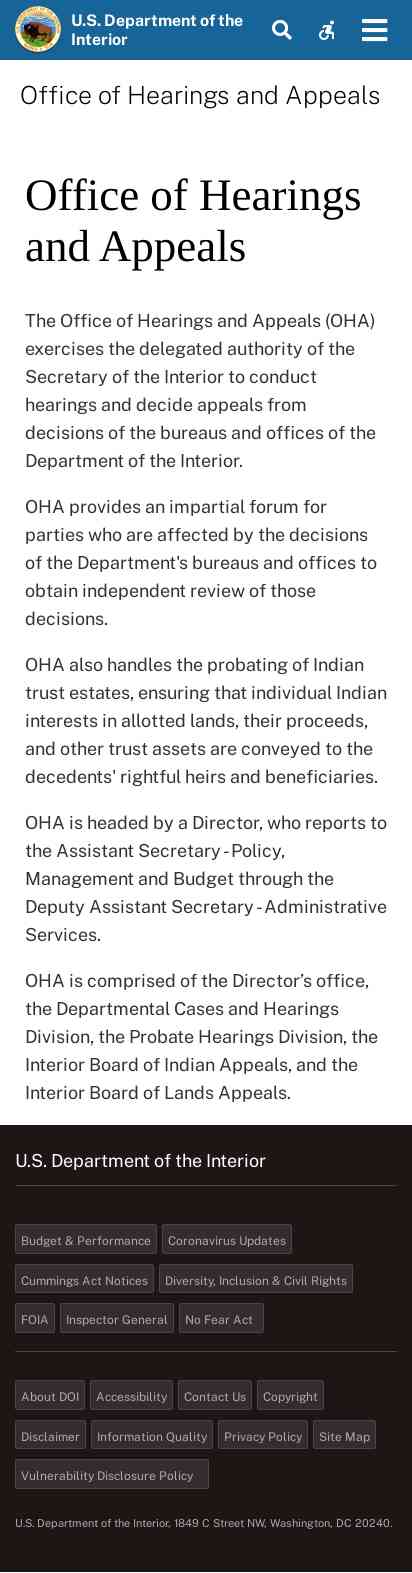 U.S. Department of the
Interior
Office of Hearings and Appeals
Office of Hearings
and Appeals
The Office of Hearings and Appeals (OHA)
exercises the delegated authority of the
Secretary of the Interior to conduct
hearings and decide appeals from
decisions of the bureaus and offices of the
Department of the Interior.
OHA provides an impartial forum for
parties who are affected by the decisions
of the Department's bureaus and offices to
obtain independent review of those
decisions.
OHA also handles the probating of Indian
trust estates, ensuring that individual Indian
interests in allotted lands, their proceeds,
and other trust assets are conveyed to the
decedents' rightful heirs and beneficiaries.
OHA is headed by a Director, who reports to
the Assistant Secretary - Policy,
Management and Budget through the
Deputy Assistant Secretary - Administrative
Services.
OHA is comprised of the Director’s office,
the Departmental Cases and Hearings
Division, the Probate Hearings Division, the
Interior Board of Indian Appeals, and the
Interior Board of Lands Appeals.
U.S. Department of the Interior
Budget & Performance Coronavirus Updates
Cummings Act Notices Diversity, Inclusion & Civil Rights
FOIA Inspector General No Fear Act
About DOI Accessibility Contact Us Copyright
Disclaimer Information Quality Privacy Policy Site Map
Vulnerability Disclosure Policy
U.S. Department of the Interior, 1849 C Street NW, Washington, DC 20240.